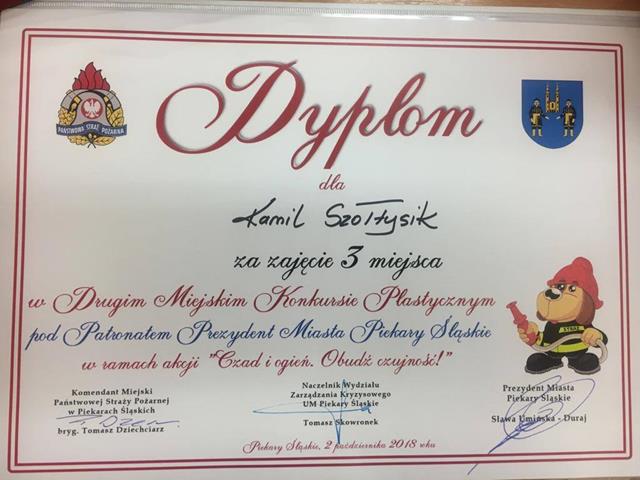 PAŃSTWOWA STRAŻ POŻARNA
Dyplom
dla
Kamil Szołtysik
za zajęcie 3 miejsca
w Drugim Miejskim Konkursie Plastycznym
pod Patronatem Prezydent Miasta Piekary Śląskie
w ramach akcji "Czad i ogień. Obudź czujność!"
STRAŻ
Komendant Miejski
Państwowej Straży Pożarnej
w Piekarach Śląskich
bryg. Tomasz Dziechciarz
Naczelnik Wydziału
Zarządzania Kryzysowego
UM Piekary Śląskie
Tomasz Skowronek
Prezydent Miasta
Piekary Śląskie
Sława Umińska - Duraj
Piekary Śląskie, 2 października 2018 roku